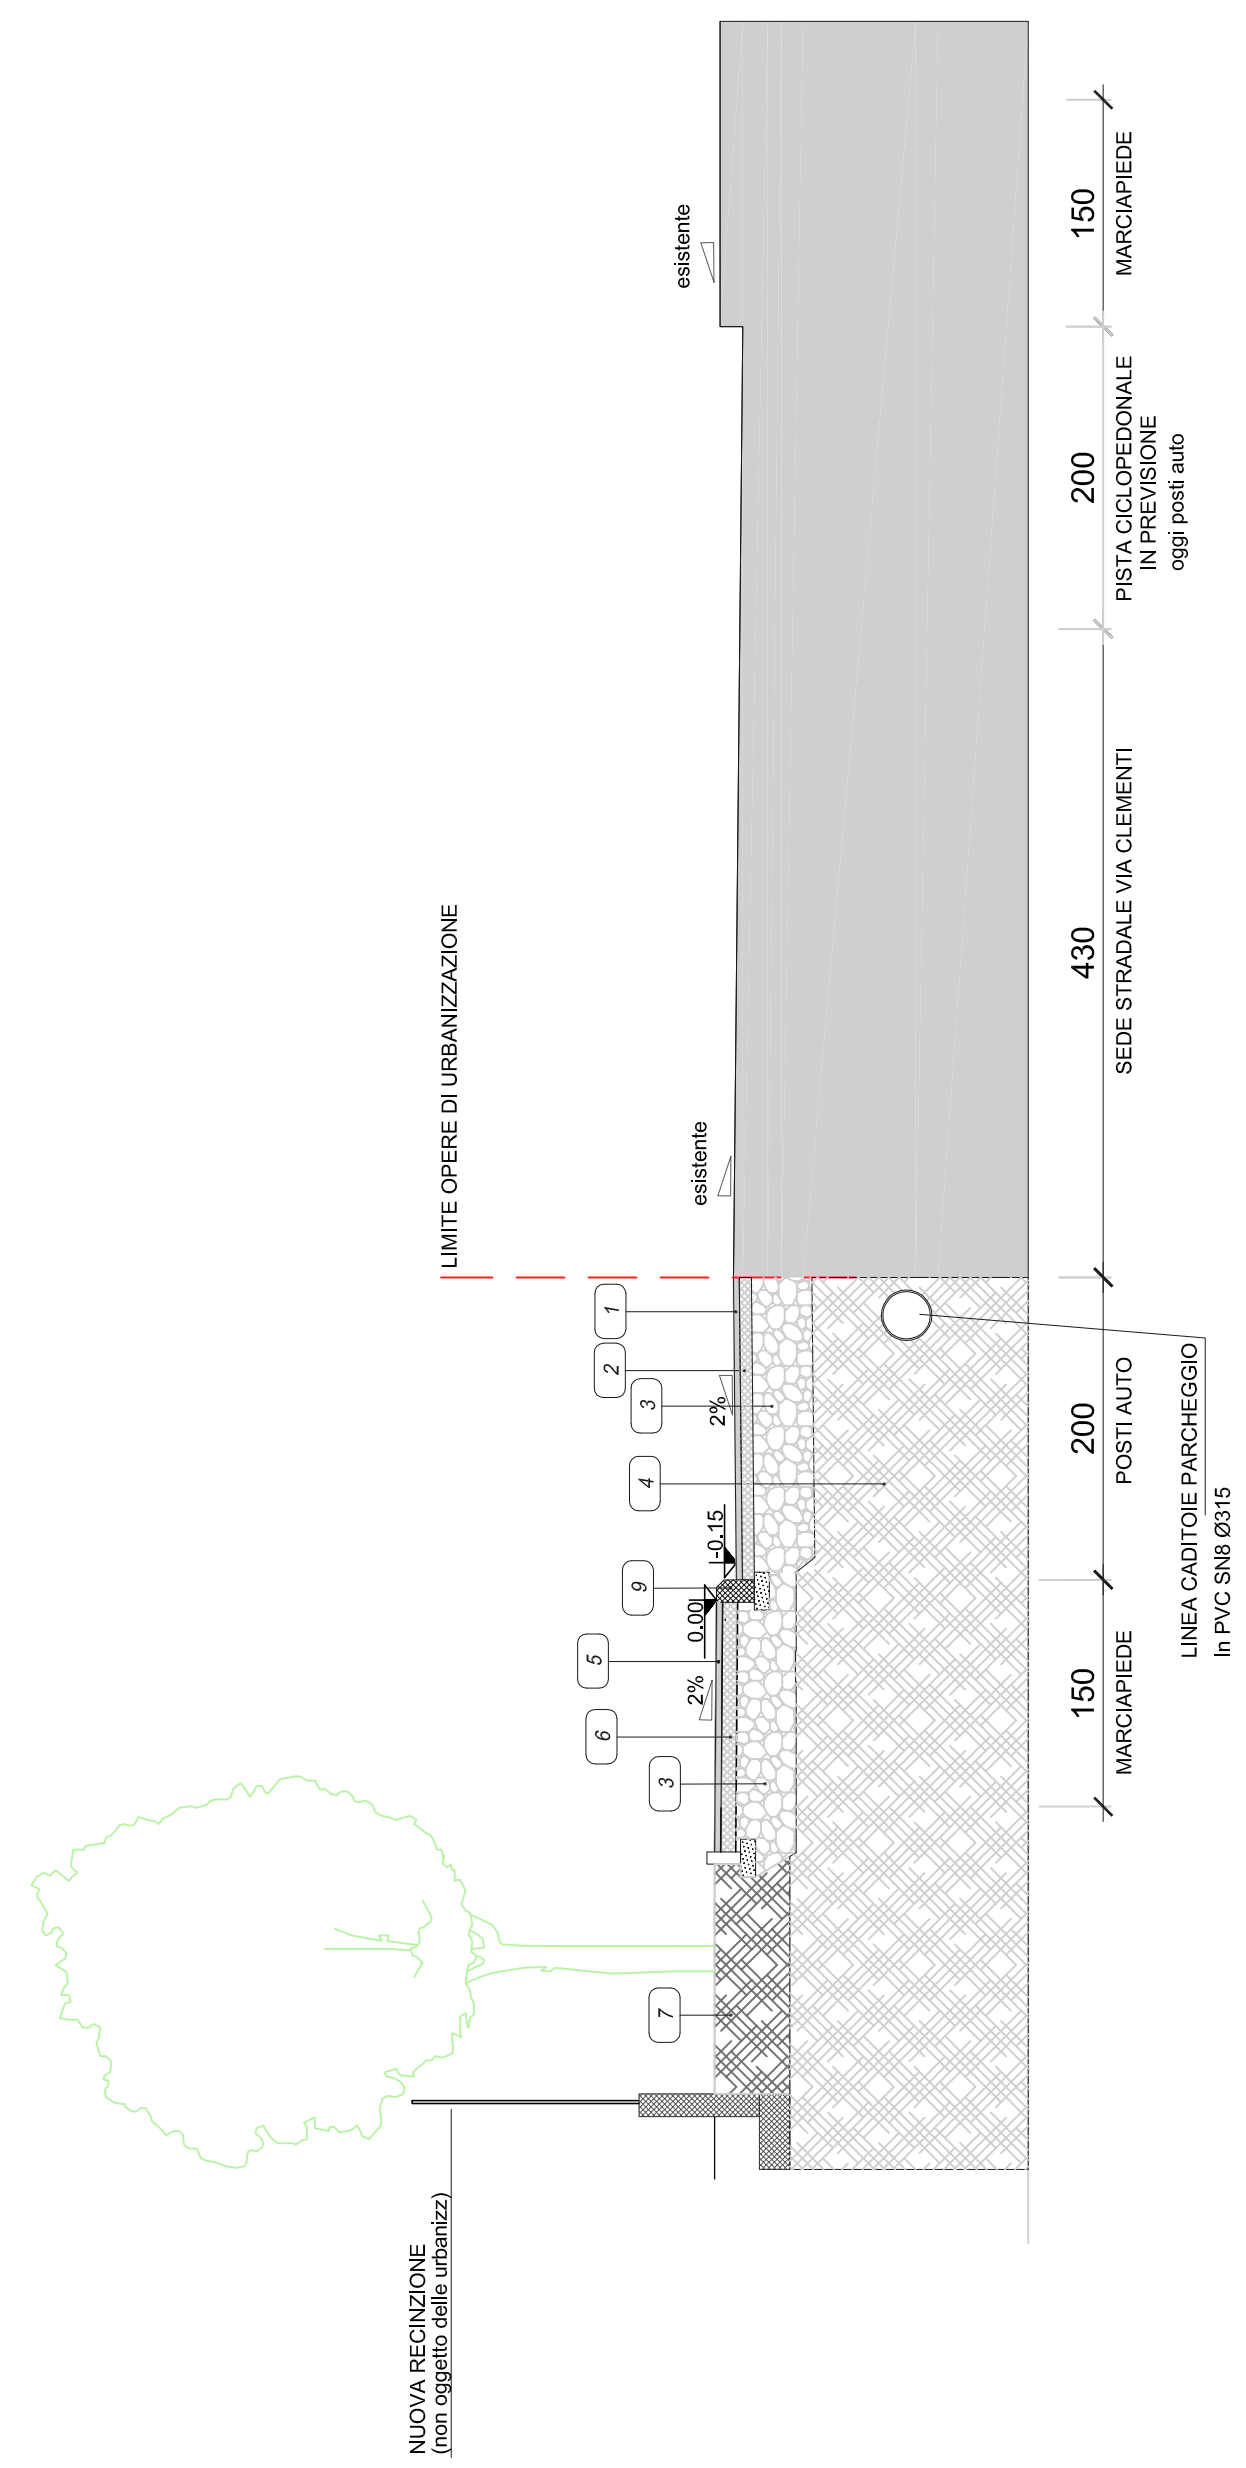 NUOVA RECINZIONE
(non oggetto delle urbanizz)
LIMITE OPERE DI URBANIZZAZIONE
7
3
6
5
9
4
3
2
1
2%
0.00
-0.15
2%
esistente
esistente
150
MARCIAPIEDE
200
POSTI AUTO
430
SEDE STRADALE VIA CLEMENTI
200
PISTA CICLOPEDONALE
IN PREVISIONE
oggi posti auto
150
MARCIAPIEDE
LINEA CADITOIE PARCHEGGIO
In PVC SN8 Ø315